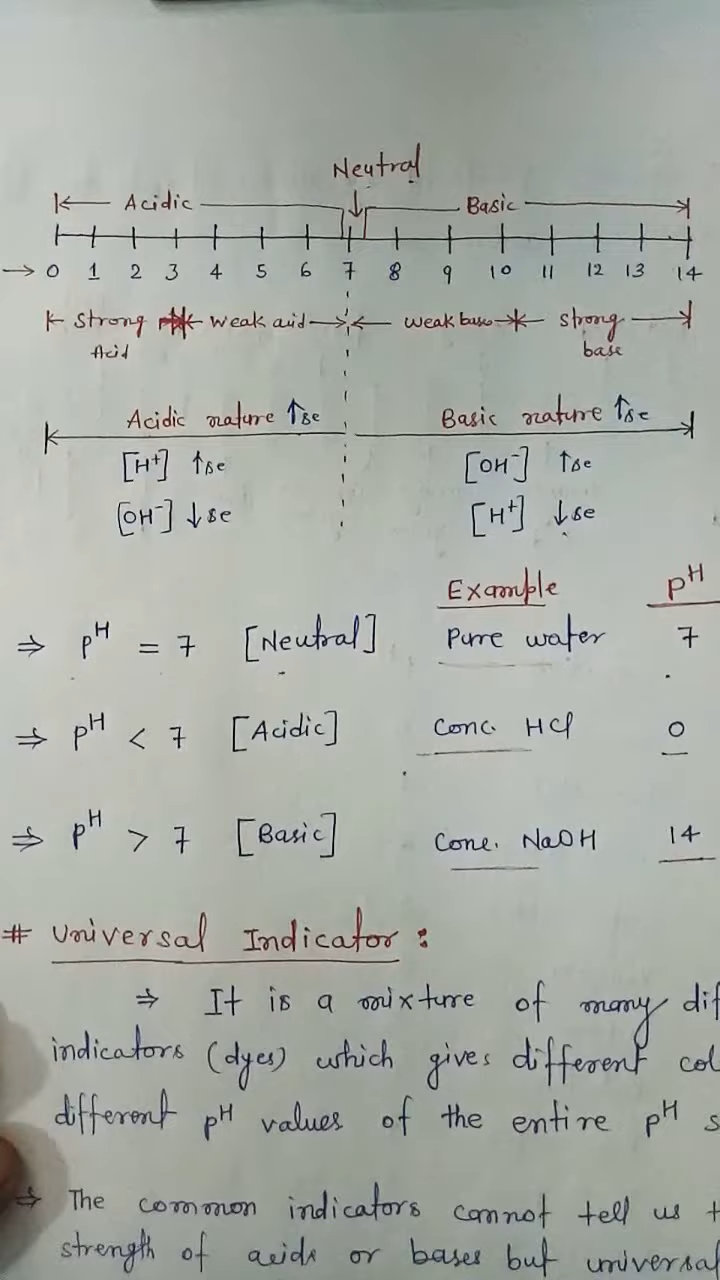 Neutral
Acidic Basic
→ 0 1 2 3 4 5 6 7 8 9 10 11 12 13 14
strong weak acid weak base strong
Acid base
Acidic nature ↑se Basic nature ↑se
[H⁺] ↑se [OH⁻] ↑se
[OH⁻] ↓se [H⁺] ↓se
Example pH
⇒ pH = 7 [Neutral] Pure water 7
⇒ pH < 7 [Acidic] Conc. HCl 0
⇒ pH > 7 [Basic] Conc. NaOH 14
# Universal Indicator :
⇒ It is a mixture of many dif
indicators (dyes) which gives different col
different pH values of the entire pH s
⇒ The common indicators cannot tell us t
strength of acids or bases but universal